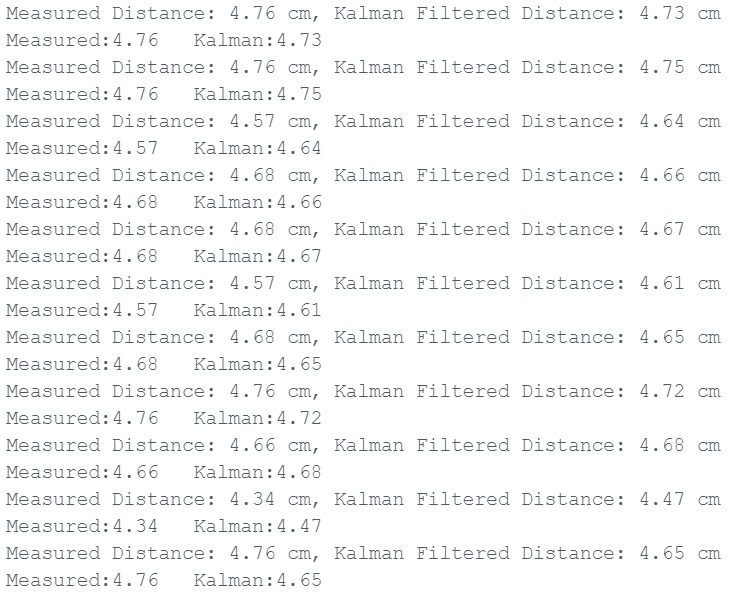 Measured Distance: 4.76 cm, Kalman Filtered Distance: 4.73 cm
Measured:4.76   Kalman:4.73
Measured Distance: 4.76 cm, Kalman Filtered Distance: 4.75 cm
Measured:4.76   Kalman:4.75
Measured Distance: 4.57 cm, Kalman Filtered Distance: 4.64 cm
Measured:4.57   Kalman:4.64
Measured Distance: 4.68 cm, Kalman Filtered Distance: 4.66 cm
Measured:4.68   Kalman:4.66
Measured Distance: 4.68 cm, Kalman Filtered Distance: 4.67 cm
Measured:4.68   Kalman:4.67
Measured Distance: 4.57 cm, Kalman Filtered Distance: 4.61 cm
Measured:4.57   Kalman:4.61
Measured Distance: 4.68 cm, Kalman Filtered Distance: 4.65 cm
Measured:4.68   Kalman:4.65
Measured Distance: 4.76 cm, Kalman Filtered Distance: 4.72 cm
Measured:4.76   Kalman:4.72
Measured Distance: 4.66 cm, Kalman Filtered Distance: 4.68 cm
Measured:4.66   Kalman:4.68
Measured Distance: 4.34 cm, Kalman Filtered Distance: 4.47 cm
Measured:4.34   Kalman:4.47
Measured Distance: 4.76 cm, Kalman Filtered Distance: 4.65 cm
Measured:4.76   Kalman:4.65